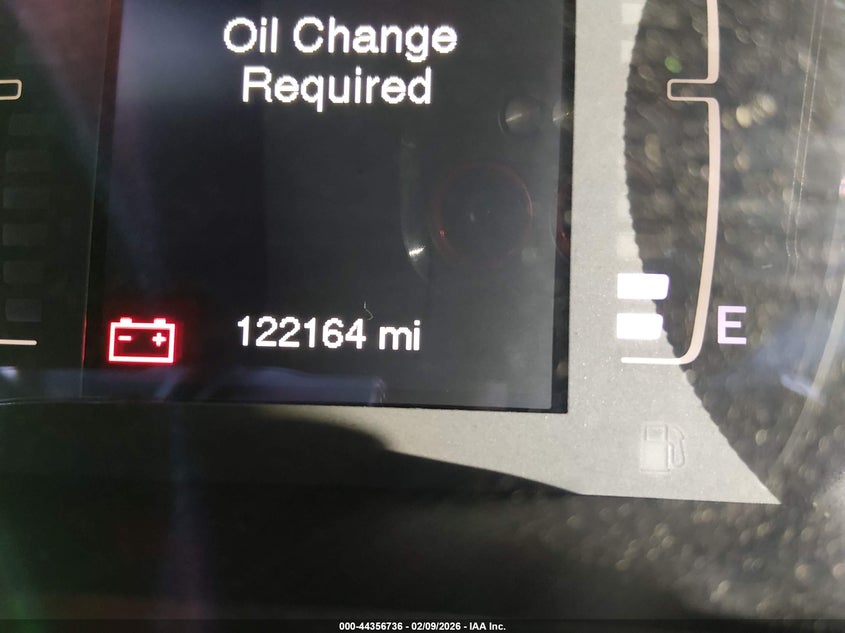 Oil Change
Required
122164 mi
E
000-44356736 - 02/09/2026 - IAA Inc.